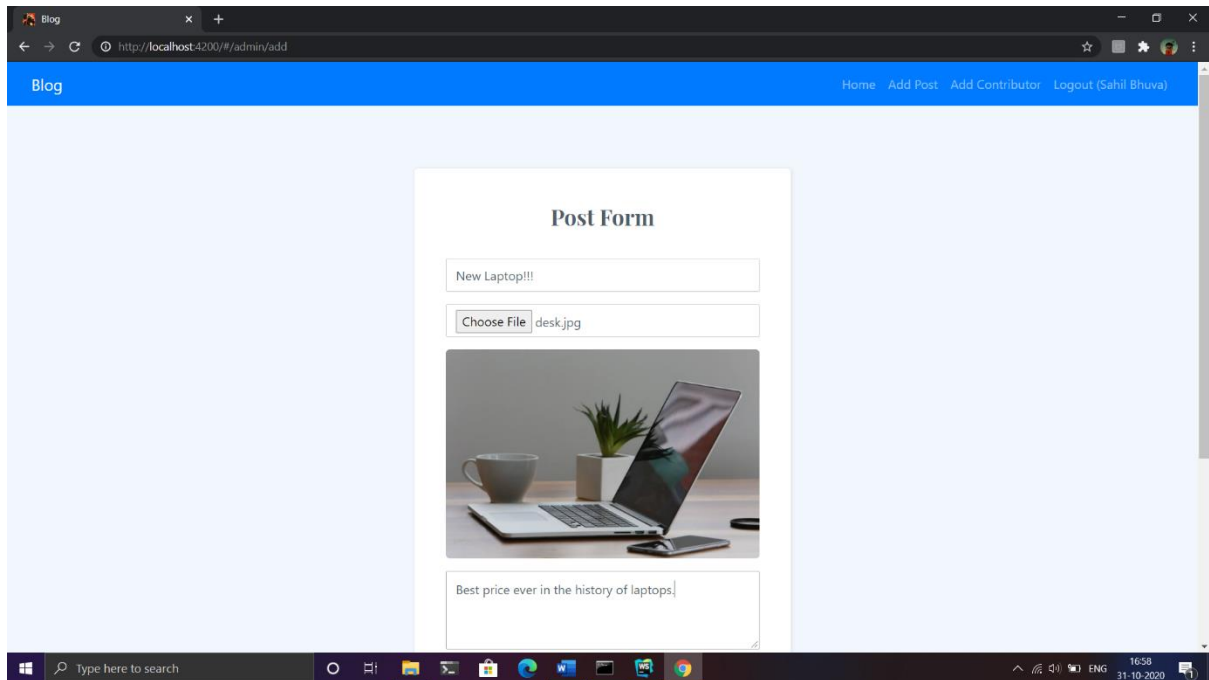 Blog
http://localhost:4200/#/admin/add
Blog
Home Add Post Add Contributor Logout (Sahil Bhuva)
Post Form
New Laptop!!!
Choose File desk.jpg
Best price ever in the history of laptops.
Type here to search
W
WS
ENG
16:58
31-10-2020
1